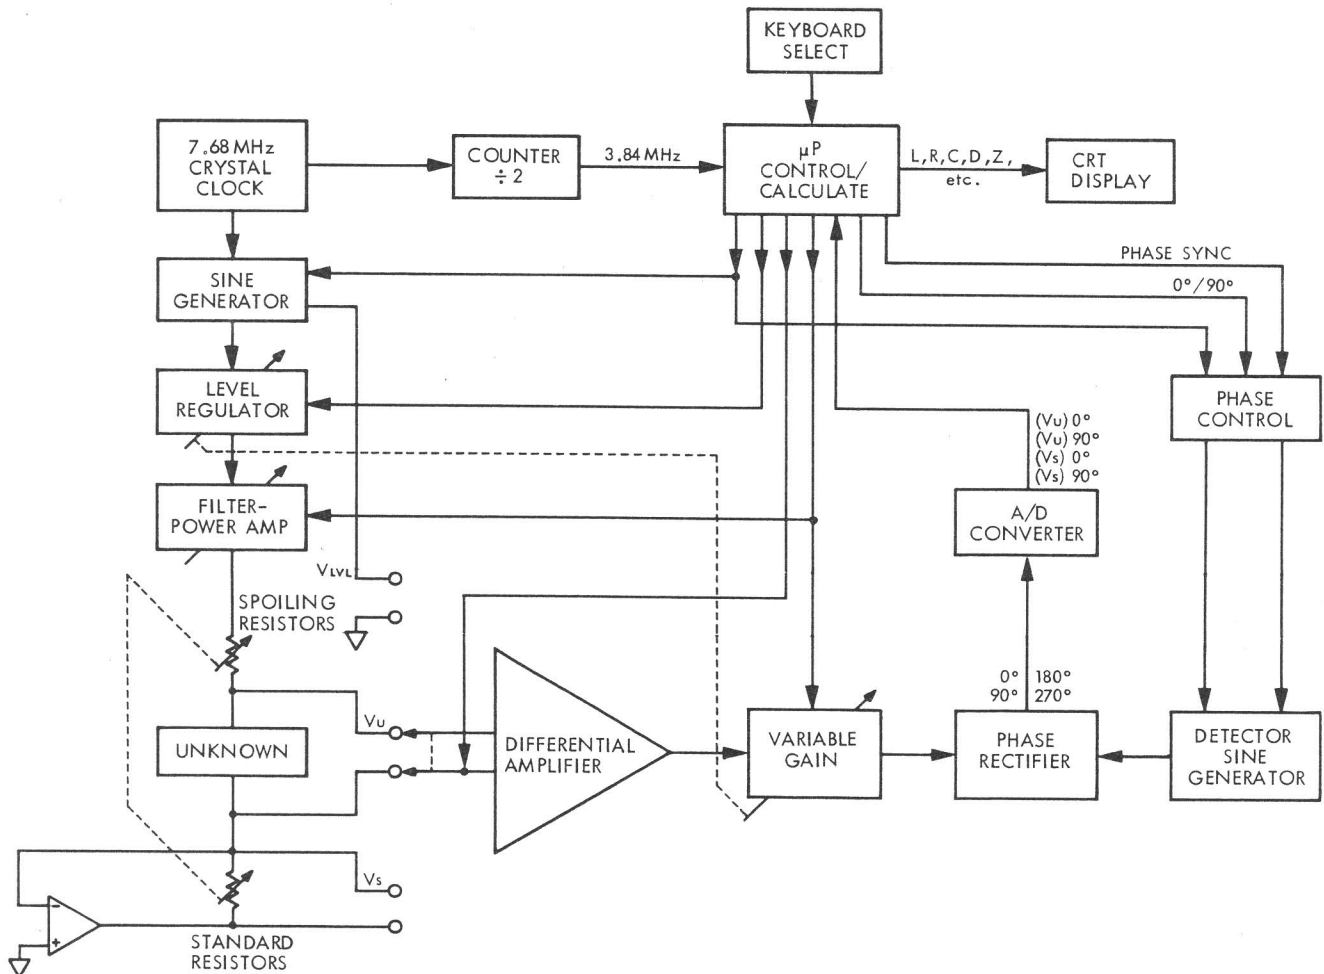 KEYBOARD
SELECT
7.68 MHz
CRYSTAL
CLOCK
COUNTER
÷ 2
3.84 MHz
μP
CONTROL/
CALCULATE
L,R,C,D,Z,
etc.
CRT
DISPLAY
SINE
GENERATOR
PHASE SYNC
0°/90°
LEVEL
REGULATOR
PHASE
CONTROL
(Vu) 0°
(Vu) 90°
(Vs) 0°
(Vs) 90°
FILTER-
POWER AMP
A/D
CONVERTER
VLVL
SPOILING
RESISTORS
0° 180°
90° 270°
Vu
UNKNOWN
DIFFERENTIAL
AMPLIFIER
VARIABLE
GAIN
PHASE
RECTIFIER
DETECTOR
SINE
GENERATOR
Vs
-
+
STANDARD
RESISTORS